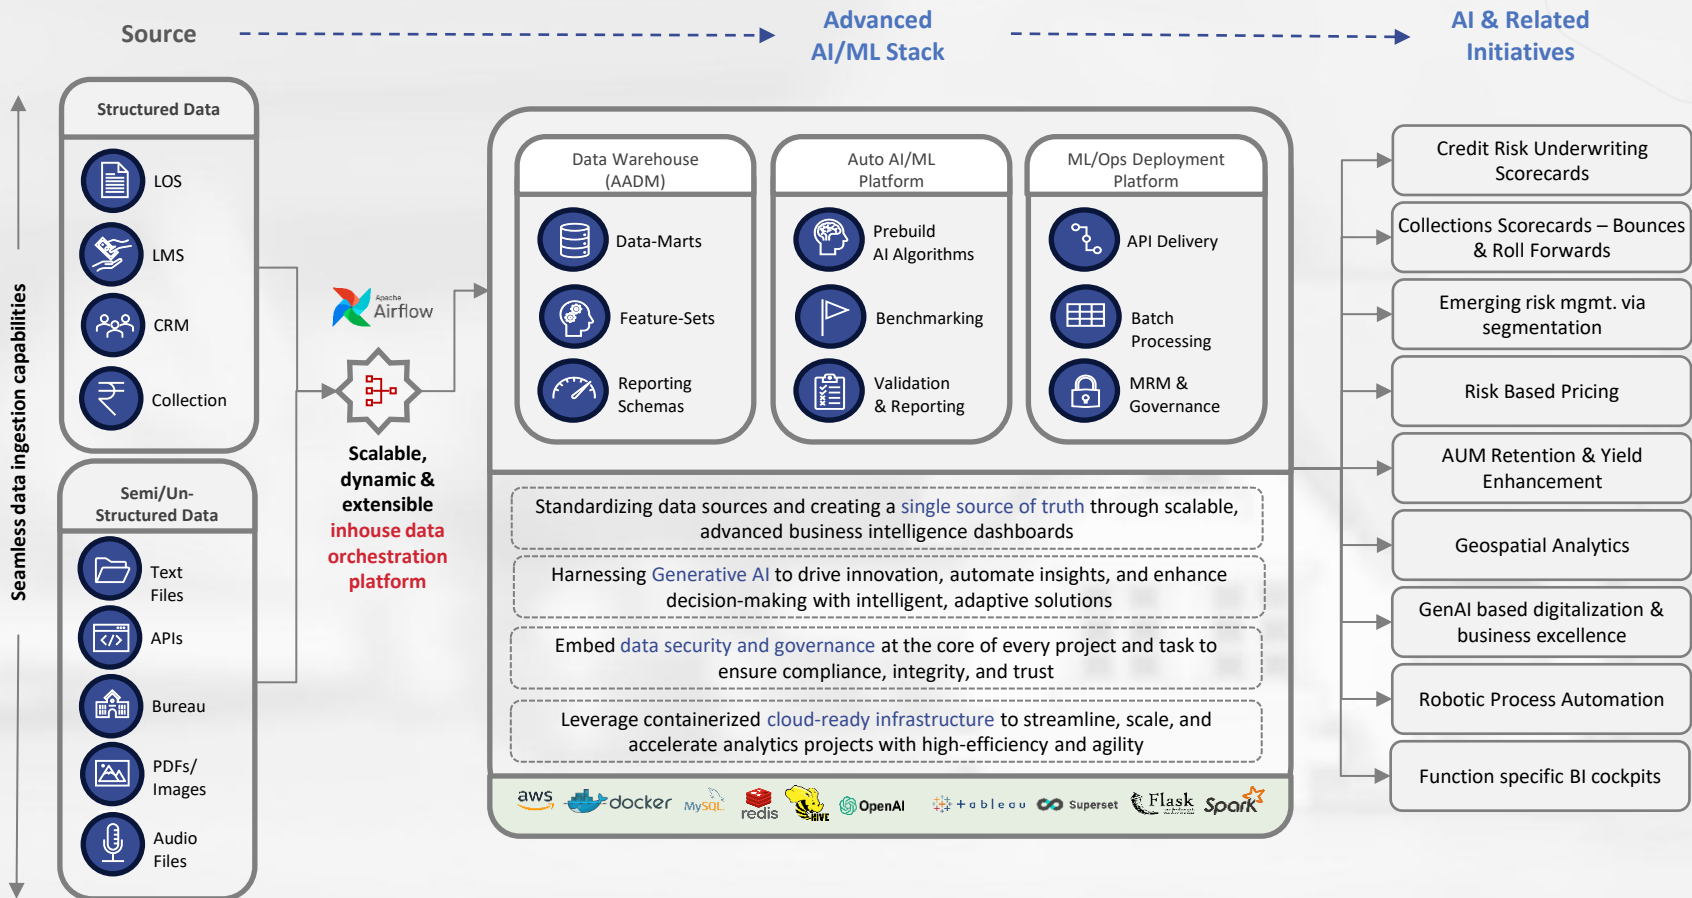 Source
Advanced
AI/ML Stack
AI & Related
Initiatives
Seamless data ingestion capabilities
Structured Data
LOS
LMS
CRM
Collection
Semi/Un-
Structured Data
Text
Files
APIs
Bureau
PDFs/
Images
Audio
Files
Apache
Airflow
Scalable,
dynamic &
extensible
inhouse data
orchestration
platform
Data Warehouse
(AADM)
Data-Marts
Feature-Sets
Reporting
Schemas
Auto AI/ML
Platform
Prebuild
AI Algorithms
Benchmarking
Validation
& Reporting
ML/Ops Deployment
Platform
API Delivery
Batch
Processing
MRM &
Governance
Standardizing data sources and creating a single source of truth through scalable,
advanced business intelligence dashboards
Harnessing Generative AI to drive innovation, automate insights, and enhance
decision-making with intelligent, adaptive solutions
Embed data security and governance at the core of every project and task to
ensure compliance, integrity, and trust
Leverage containerized cloud-ready infrastructure to streamline, scale, and
accelerate analytics projects with high-efficiency and agility
aws
docker
MySQL
redis
HIVE
OpenAI
+ a b l e a u
Superset
Flask
Spark
Credit Risk Underwriting
Scorecards
Collections Scorecards – Bounces
& Roll Forwards
Emerging risk mgmt. via
segmentation
Risk Based Pricing
AUM Retention & Yield
Enhancement
Geospatial Analytics
GenAI based digitalization &
business excellence
Robotic Process Automation
Function specific BI cockpits